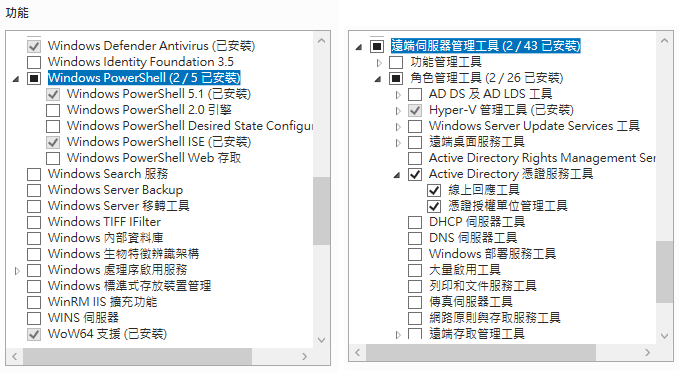 功能
Windows Defender Antivirus (已安裝)
Windows Identity Foundation 3.5
Windows PowerShell (2 / 5 已安裝)
Windows PowerShell 5.1 (已安裝)
Windows PowerShell 2.0 引擎
Windows PowerShell Desired State Configur
Windows PowerShell ISE (已安裝)
Windows PowerShell Web 存取
Windows Search 服務
Windows Server Backup
Windows Server 移轉工具
Windows TIFF IFilter
Windows 內部資料庫
Windows 生物特徵辨識架構
Windows 處理序啟用服務
Windows 標準式存放裝置管理
WinRM IIS 擴充功能
WINS 伺服器
WoW64 支援 (已安裝)
遠端伺服器管理工具 (2 / 43 已安裝)
功能管理工具
角色管理工具 (2 / 26 已安裝)
AD DS 及 AD LDS 工具
Hyper-V 管理工具 (已安裝)
Windows Server Update Services 工具
遠端桌面服務工具
Active Directory Rights Management Ser
Active Directory 憑證服務工具
線上回應工具
憑證授權單位管理工具
DHCP 伺服器工具
DNS 伺服器工具
Windows 部署服務工具
大量啟用工具
列印和文件服務工具
傳真伺服器工具
網路原則與存取服務工具
遠端存取管理工具